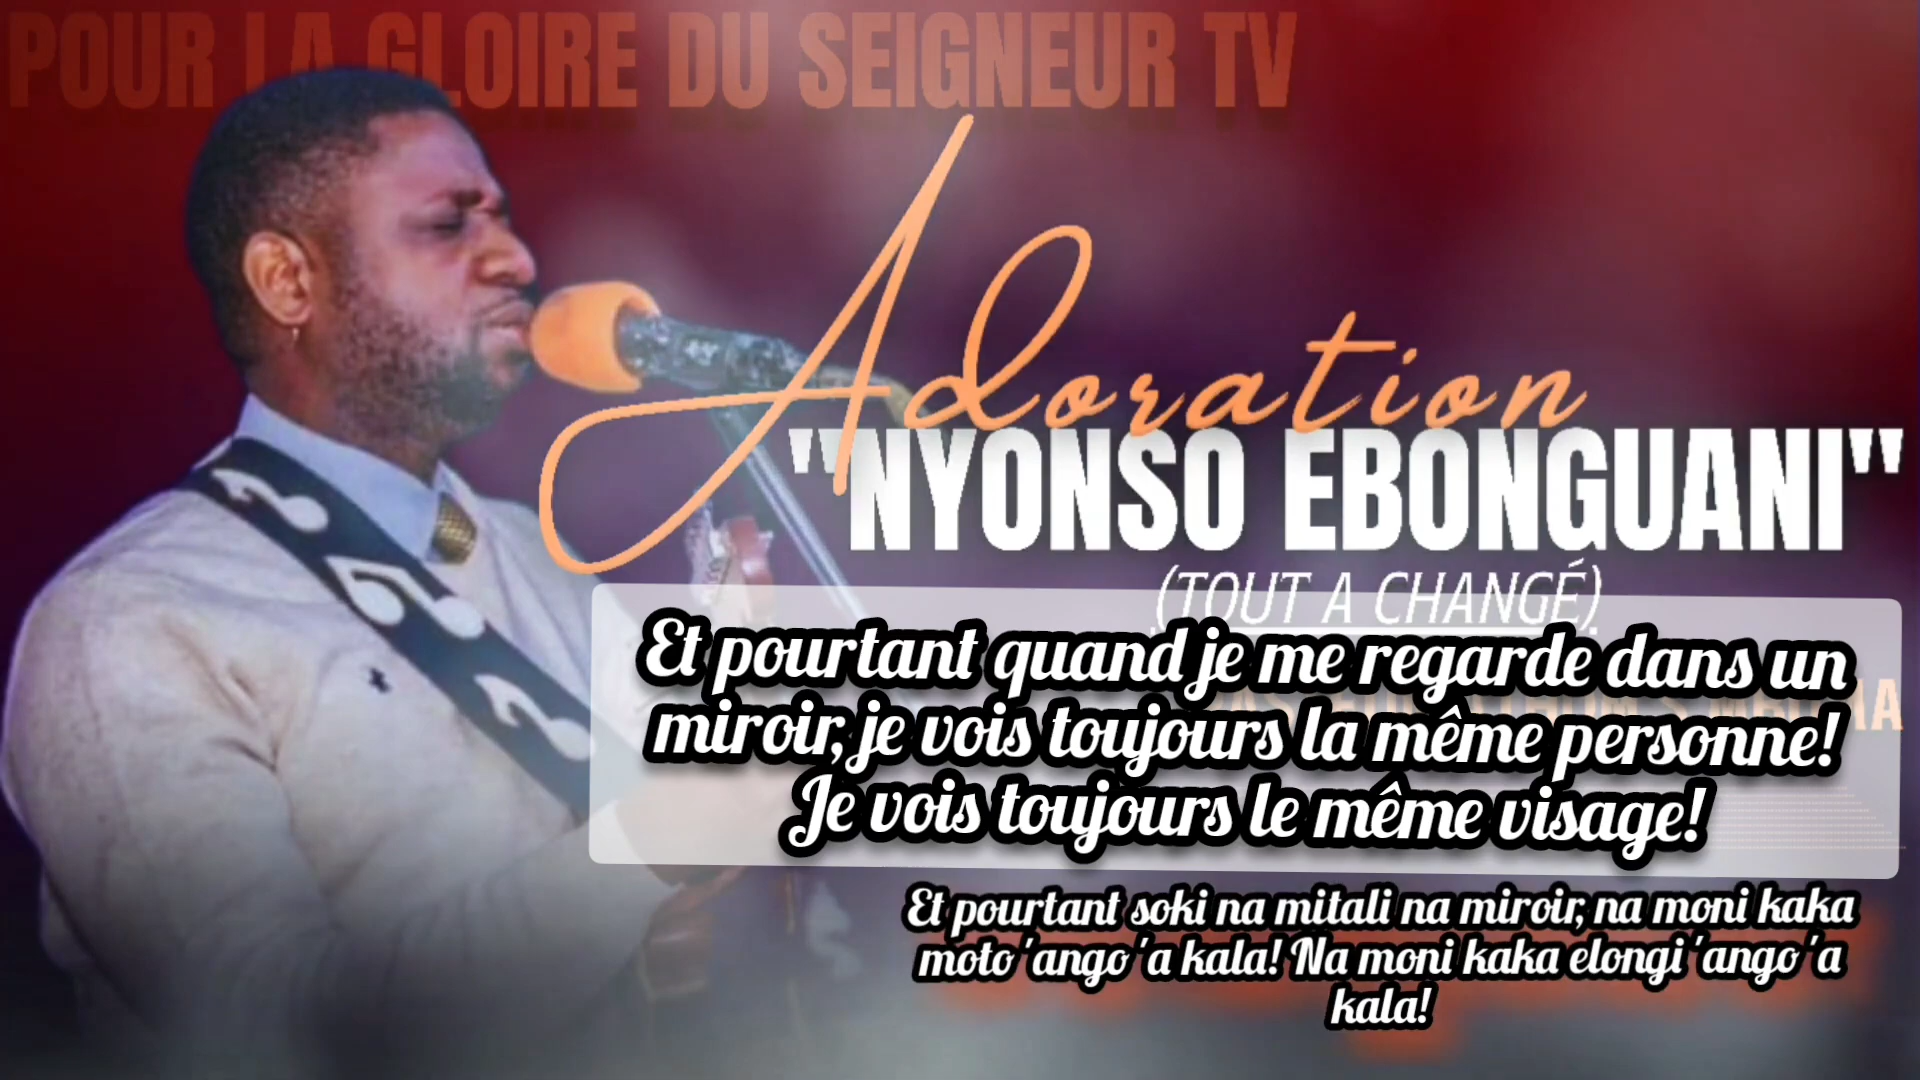 POUR LA GLOIRE DU SEIGNEUR TV
Adoration
"NYONSO EBONGUANI"
(TOUT A CHANGÉ)
Et pourtant quand je me regarde dans un
miroir, je vois toujours la même personne!
Je vois toujours le même visage!
Et pourtant soki na mitali na miroir, na moni kaka
moto 'ango 'a kala! Na moni kaka elongi 'ango 'a
kala!